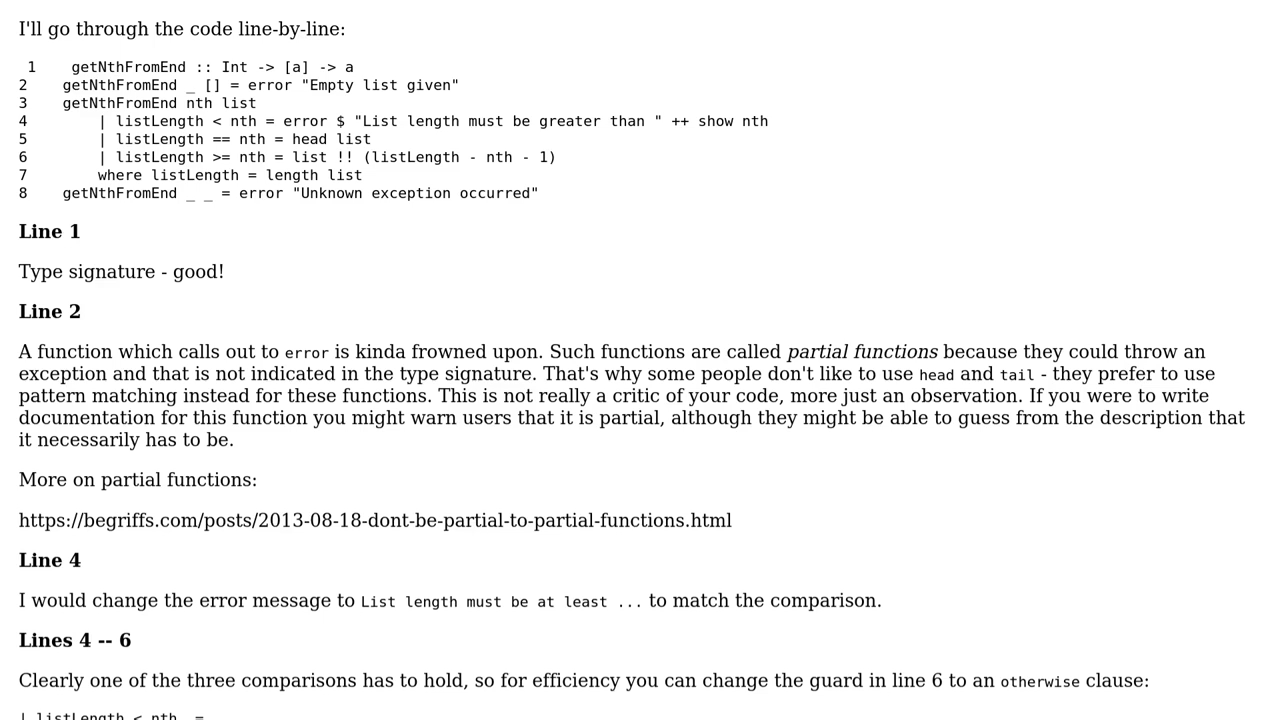 I'll go through the code line-by-line:
1    getNthFromEnd :: Int -> [a] -> a
2    getNthFromEnd _ [] = error "Empty list given"
3    getNthFromEnd nth list
4        | listLength < nth = error $ "List length must be greater than " ++ show nth
5        | listLength == nth = head list
6        | listLength >= nth = list !! (listLength - nth - 1)
7        where listLength = length list
8    getNthFromEnd _ _ = error "Unknown exception occurred"
Line 1
Type signature - good!
Line 2
A function which calls out to error is kinda frowned upon. Such functions are called partial functions because they could throw an
exception and that is not indicated in the type signature. That's why some people don't like to use head and tail - they prefer to use
pattern matching instead for these functions. This is not really a critic of your code, more just an observation. If you were to write
documentation for this function you might warn users that it is partial, although they might be able to guess from the description that
it necessarily has to be.
More on partial functions:
https://begriffs.com/posts/2013-08-18-dont-be-partial-to-partial-functions.html
Line 4
I would change the error message to List length must be at least ... to match the comparison.
Lines 4 -- 6
Clearly one of the three comparisons has to hold, so for efficiency you can change the guard in line 6 to an otherwise clause:
| listLength < nth  =